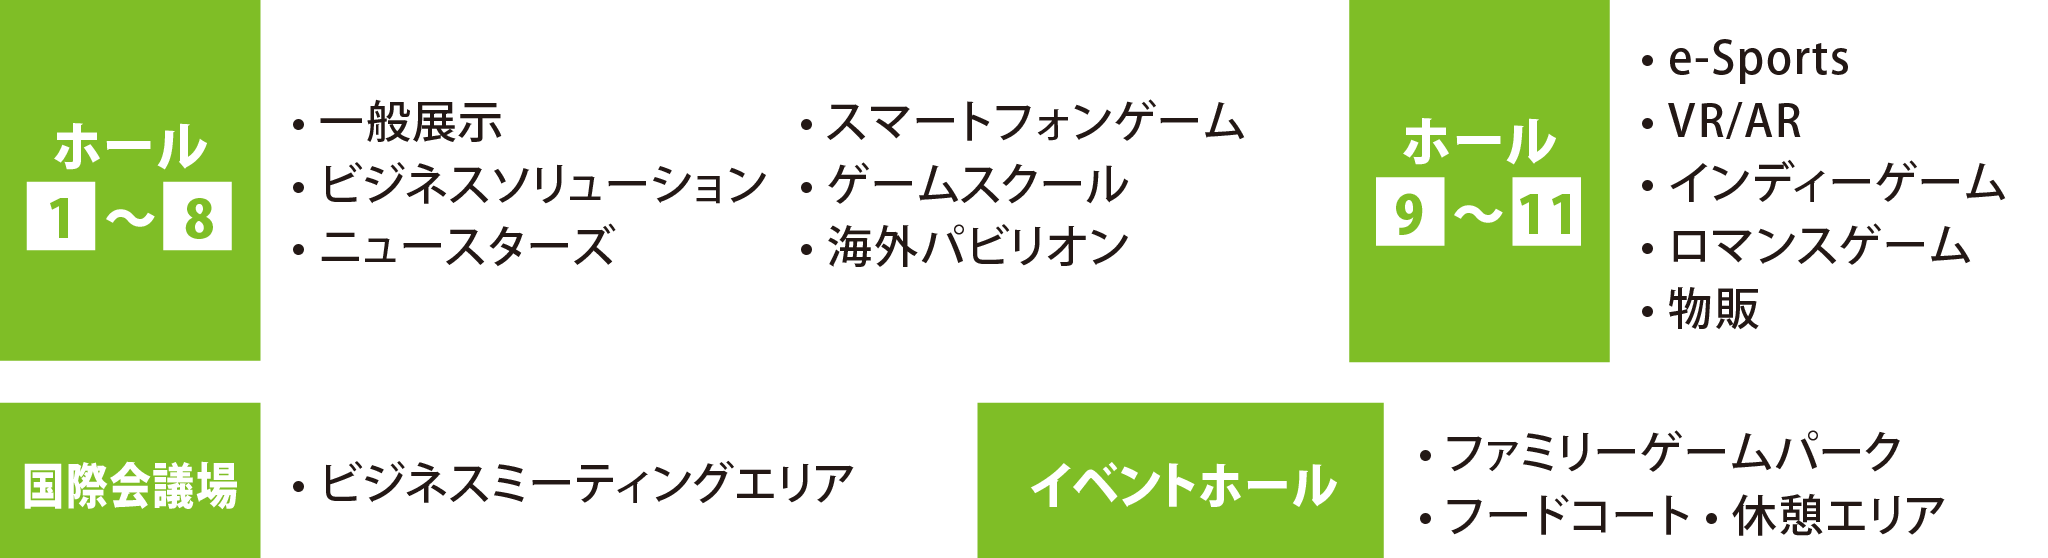 ホール
1～8
・一般展示
・ビジネスソリューション
・ニュースターズ
・スマートフォンゲーム
・ゲームスクール
・海外パビリオン
ホール
9～11
・e-Sports
・VR/AR
・インディーゲーム
・ロマンスゲーム
・物販
国際会議場
・ビジネスミーティングエリア
イベントホール
・ファミリーゲームパーク
・フードコート・休憩エリア